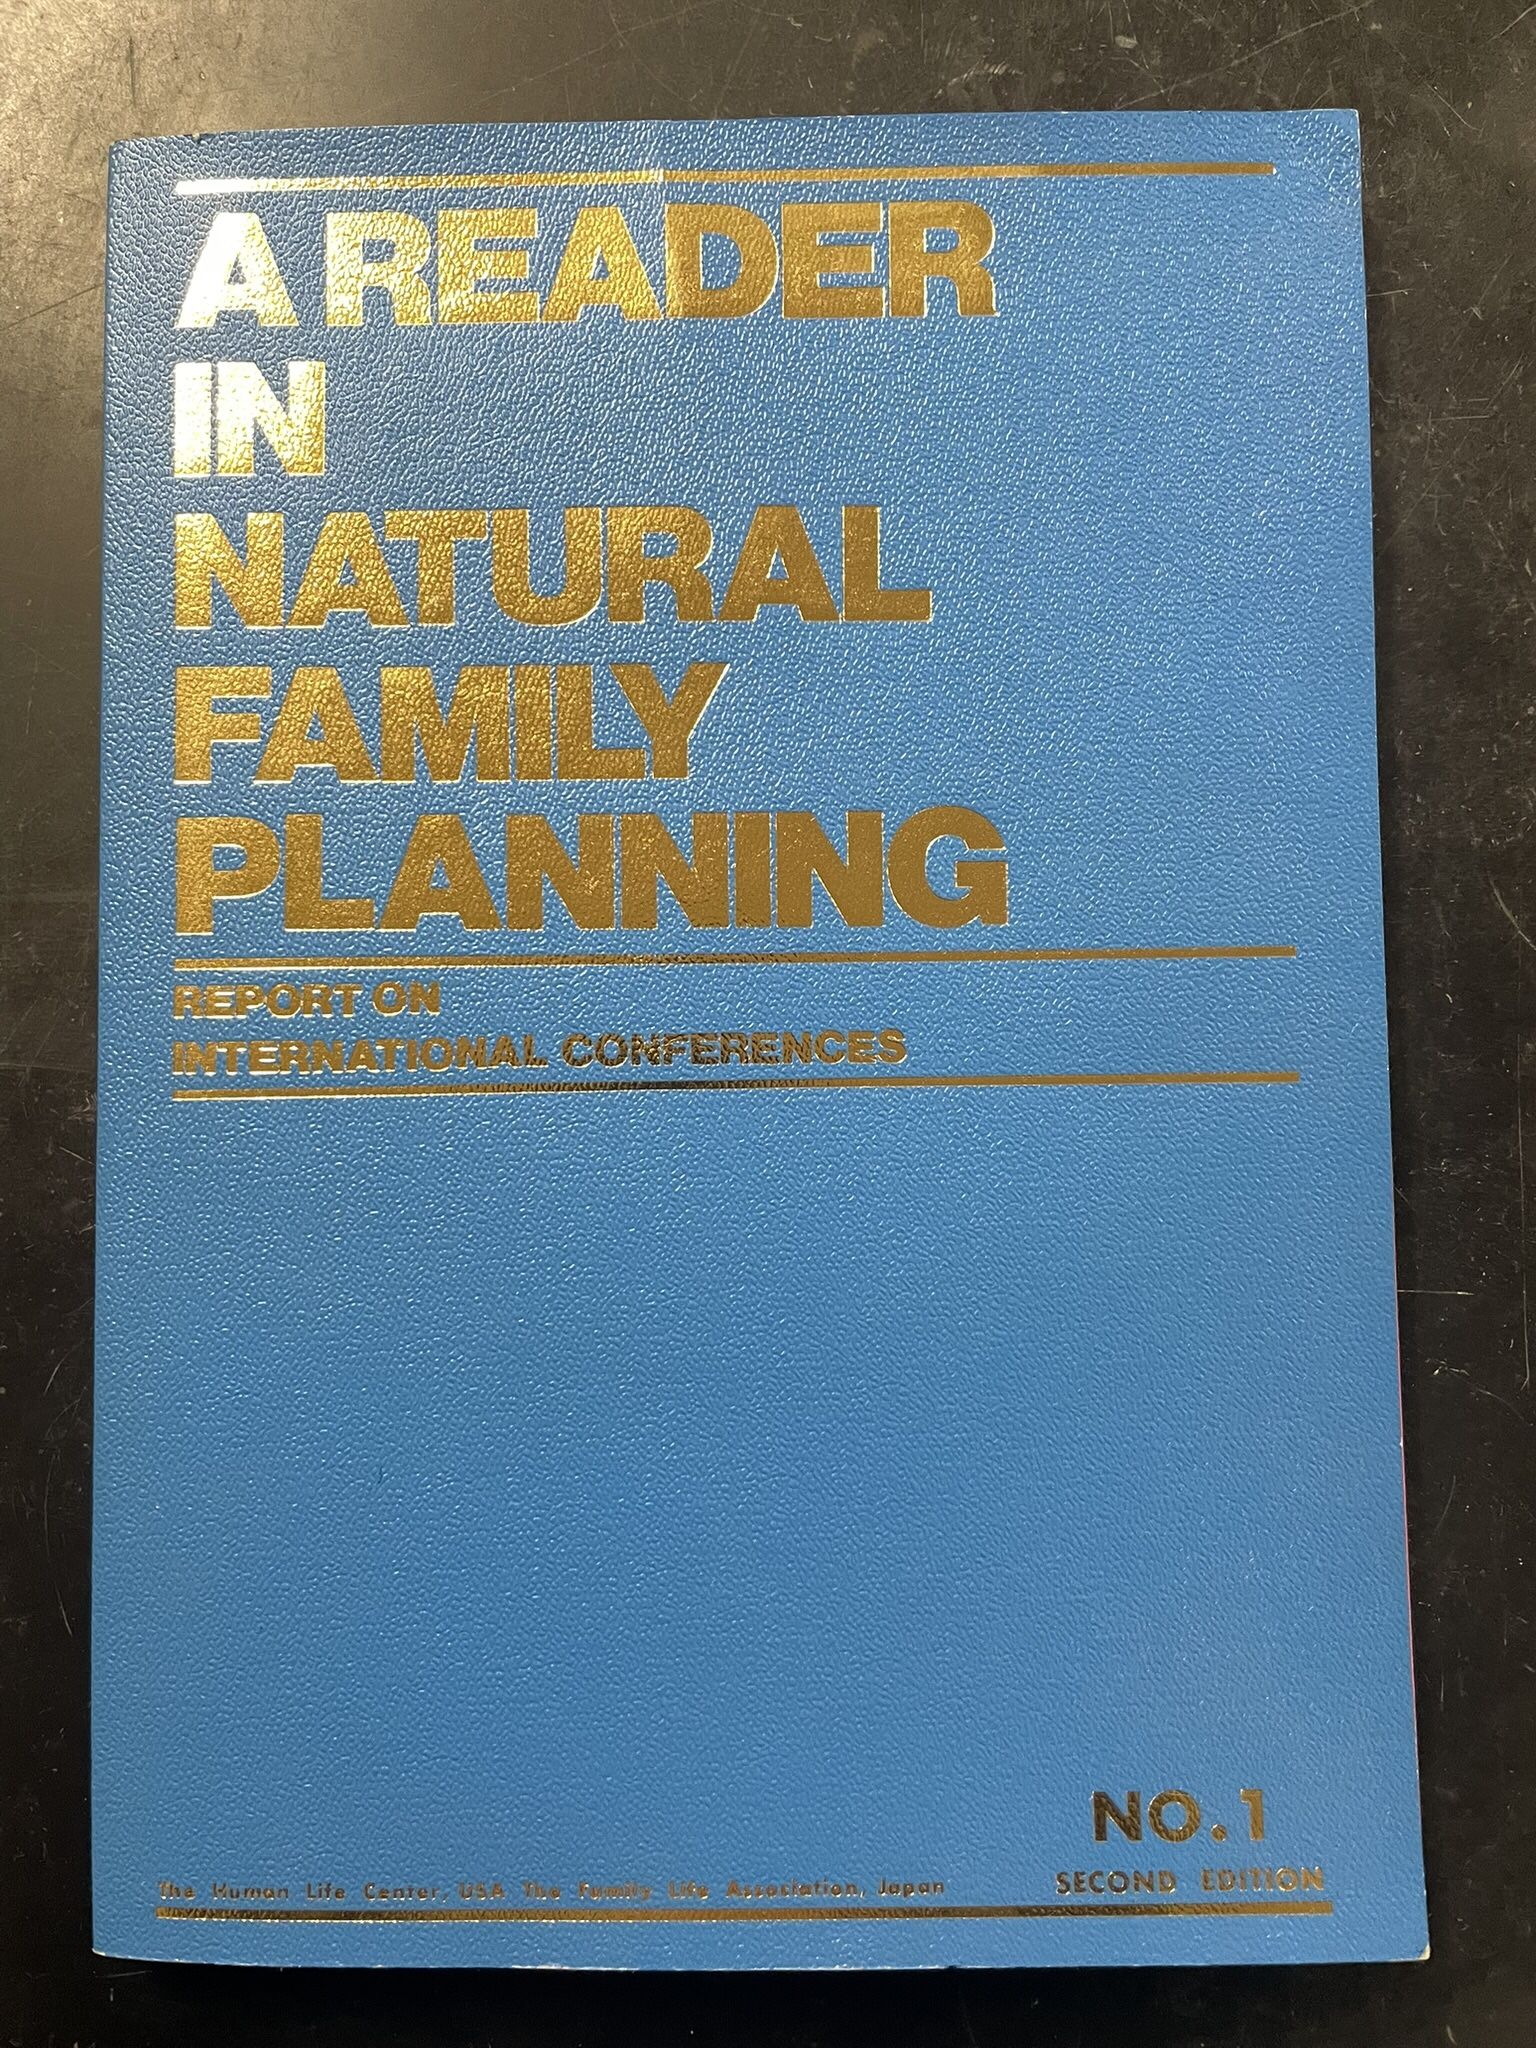 A READER
IN
NATURAL
FAMILY
PLANNING
REPORT ON
INTERNATIONAL CONFERENCES
NO.1
SECOND EDITION
The Human Life Center, USA The Family Life Association, Japan